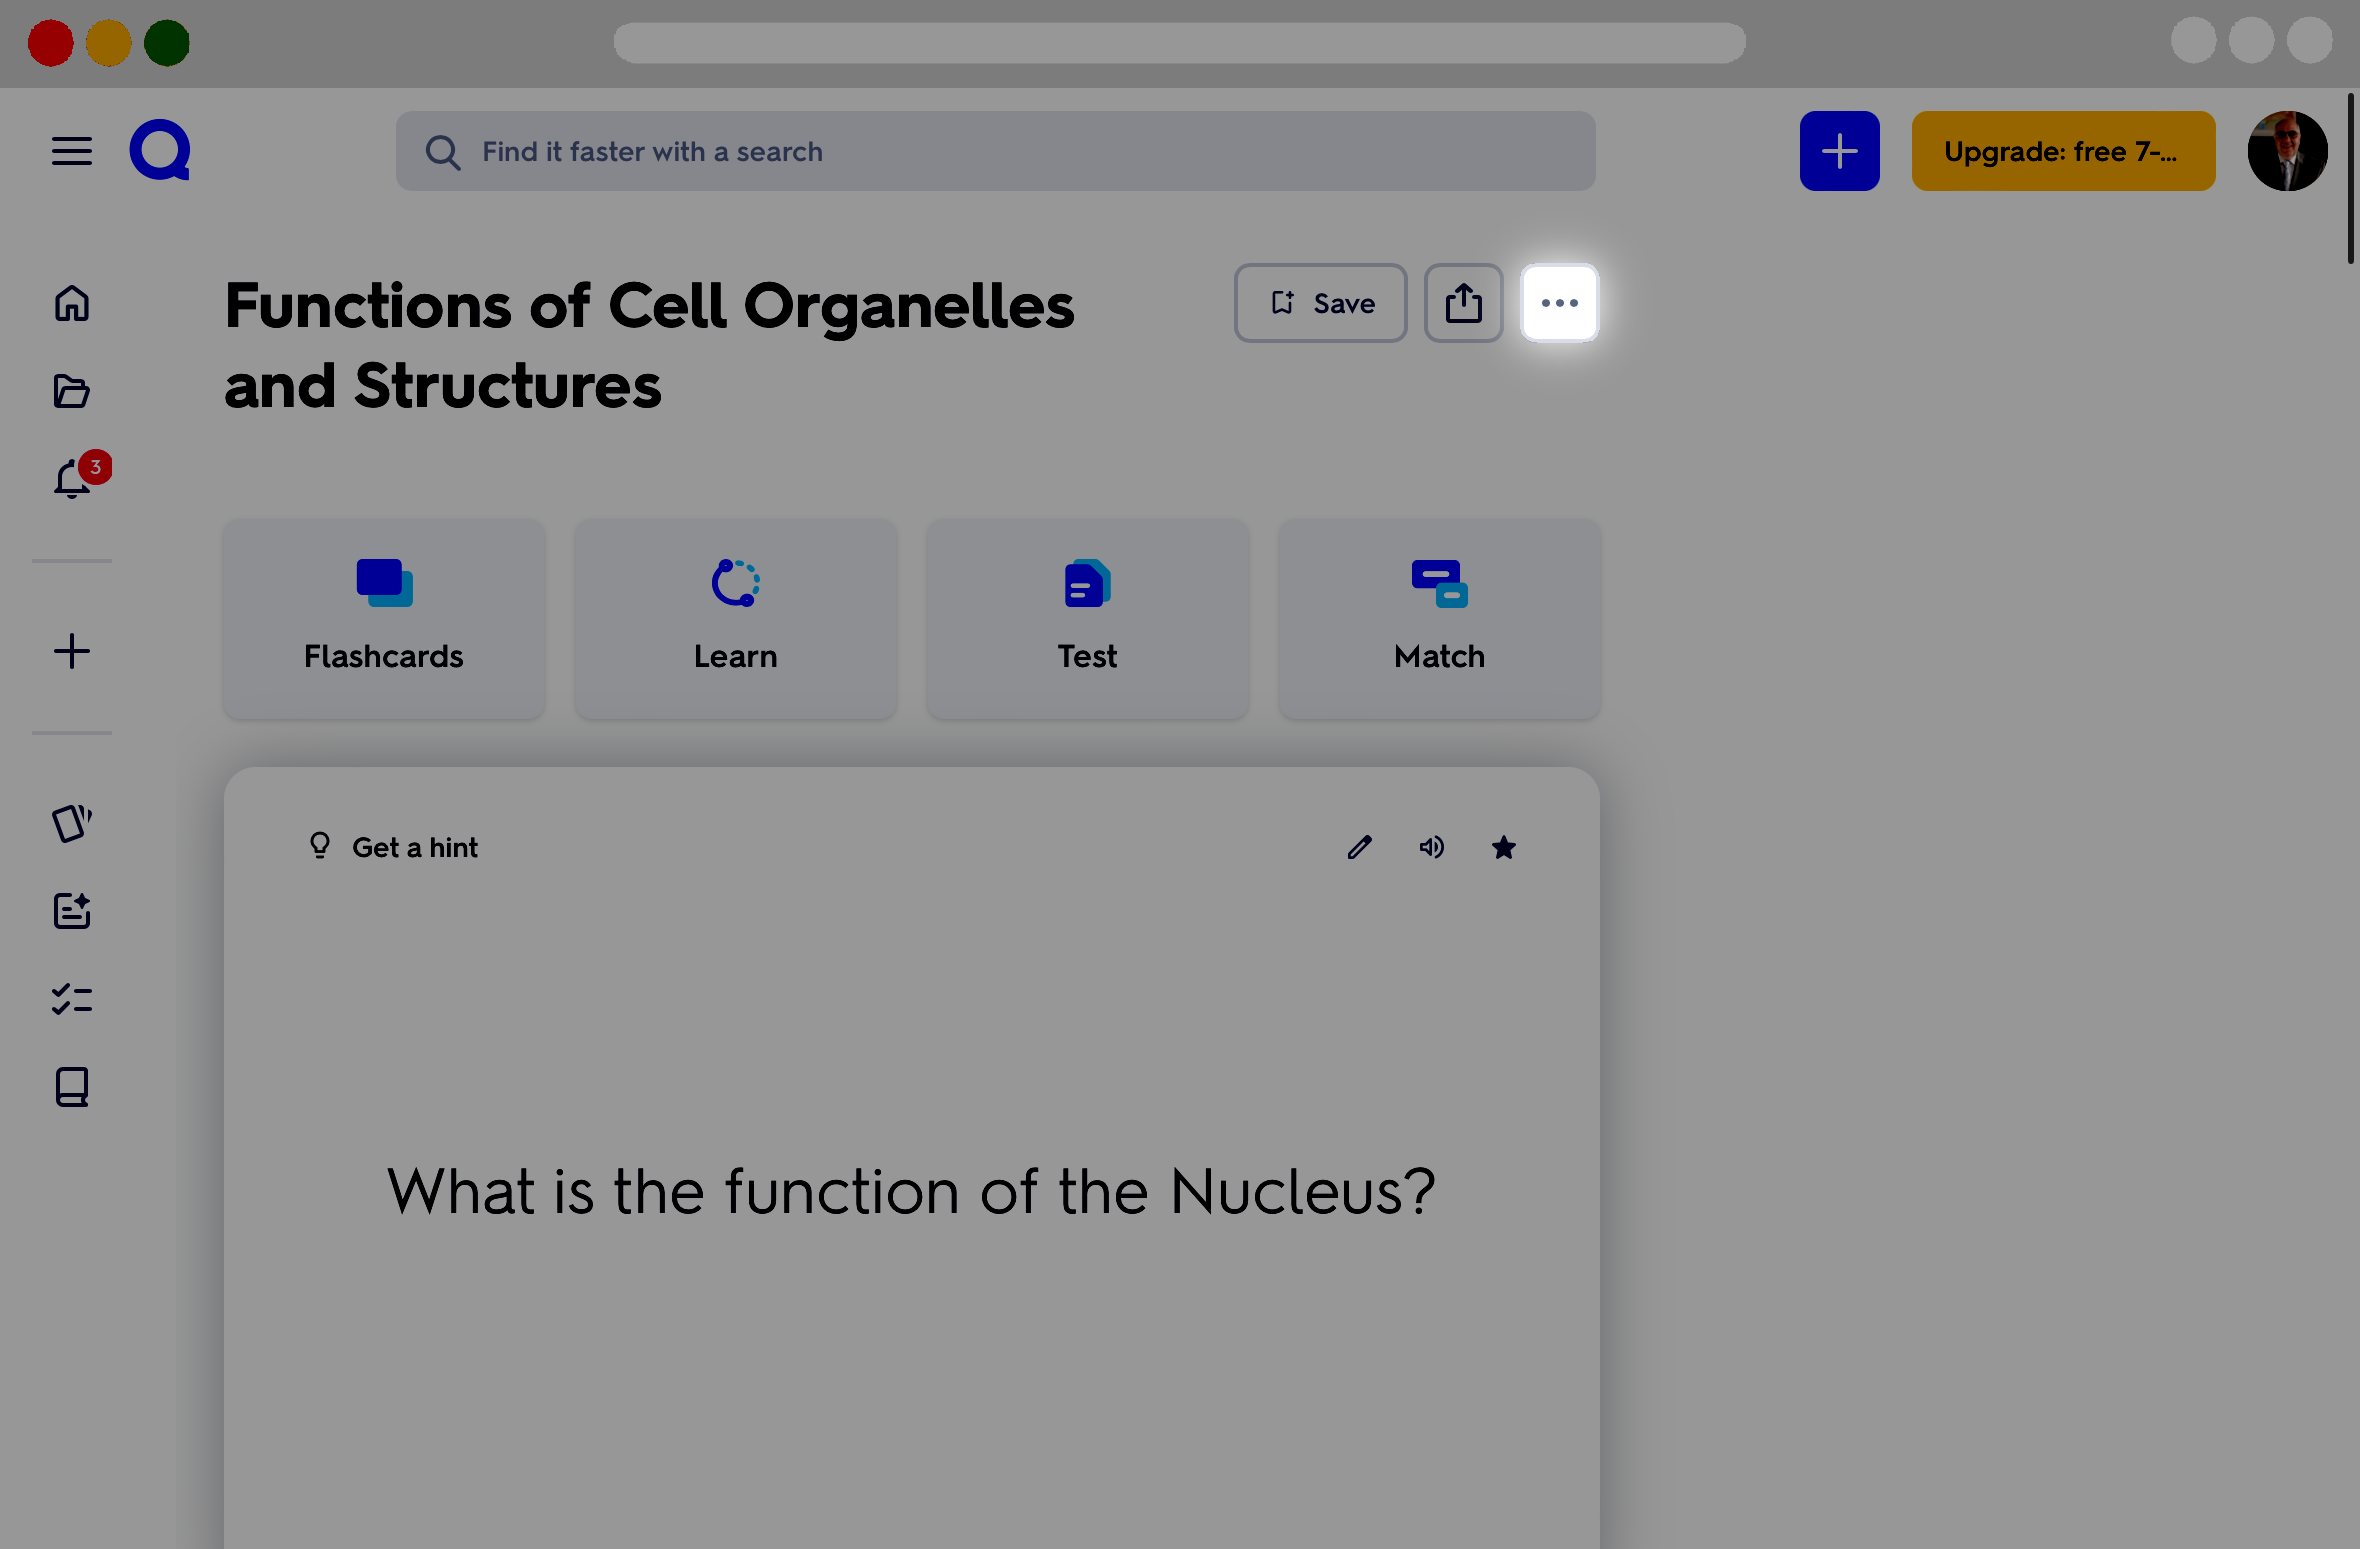 Find it faster with a search
Upgrade: free 7-...
Functions of Cell Organelles
and Structures
Save
3
Flashcards
Learn
Test
Match
Get a hint
What is the function of the Nucleus?